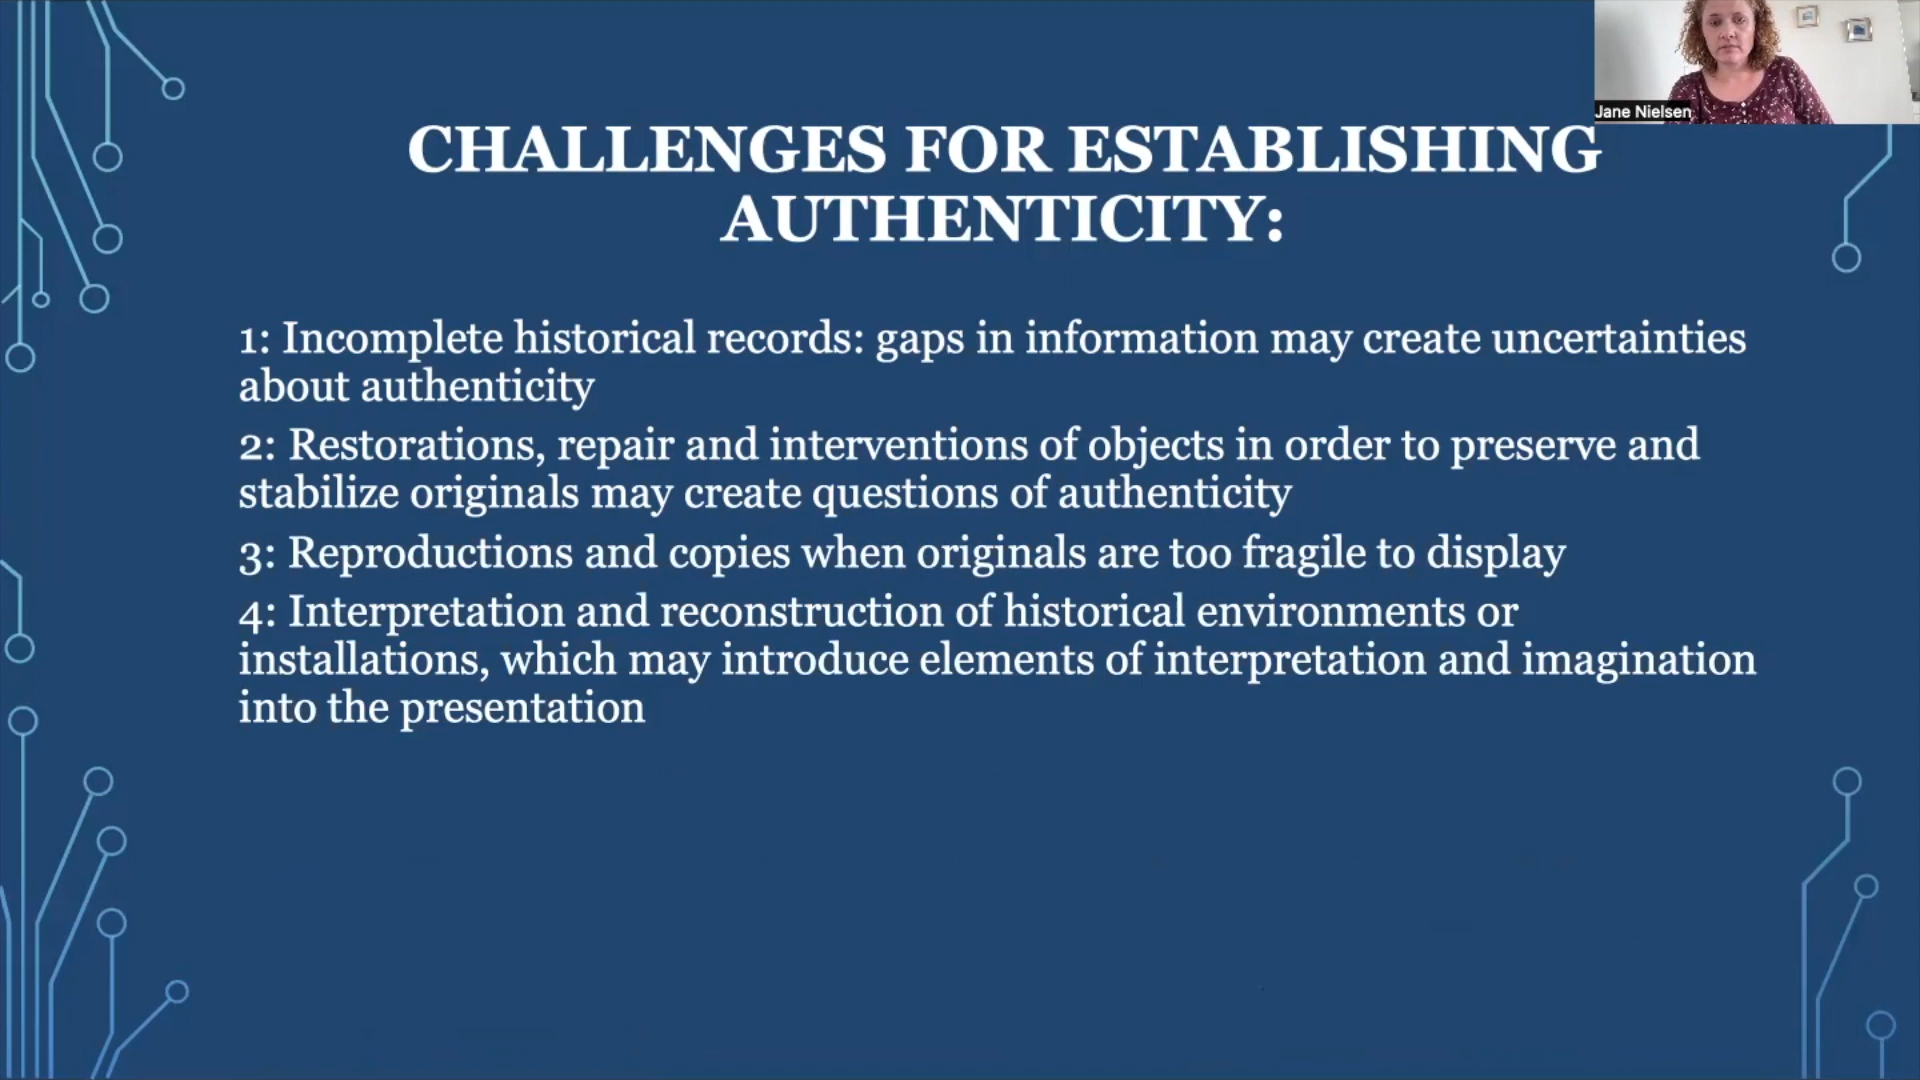 Jane Nielsen
CHALLENGES FOR ESTABLISHING
AUTHENTICITY:
1: Incomplete historical records: gaps in information may create uncertainties
about authenticity
2: Restorations, repair and interventions of objects in order to preserve and
stabilize originals may create questions of authenticity
3: Reproductions and copies when originals are too fragile to display
4: Interpretation and reconstruction of historical environments or
installations, which may introduce elements of interpretation and imagination
into the presentation